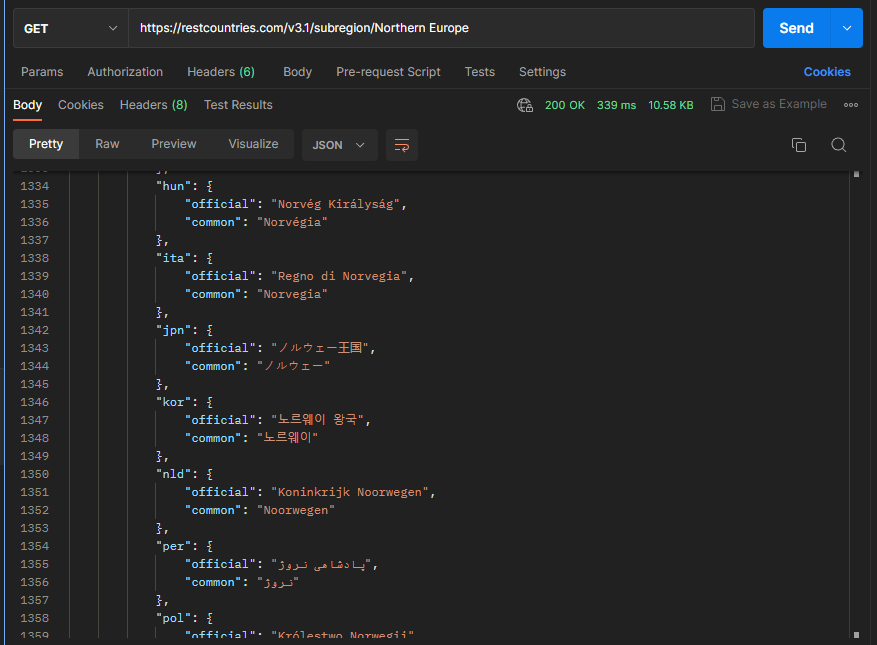 GET https://restcountries.com/v3.1/subregion/Northern Europe Send
Params Authorization Headers (6) Body Pre-request Script Tests Settings Cookies
Body Cookies Headers (8) Test Results 200 OK 339 ms 10.58 KB Save as Example
Pretty Raw Preview Visualize JSON
1334 "hun": {
1335 "official": "Norvég Királyság",
1336 "common": "Norvégia"
1337 },
1338 "ita": {
1339 "official": "Regno di Norvegia",
1340 "common": "Norvegia"
1341 },
1342 "jpn": {
1343 "official": "ノルウェー王国",
1344 "common": "ノルウェー"
1345 },
1346 "kor": {
1347 "official": "노르웨이 왕국",
1348 "common": "노르웨이"
1349 },
1350 "nld": {
1351 "official": "Koninkrijk Noorwegen",
1352 "common": "Noorwegen"
1353 },
1354 "per": {
1355 "official": "پادشاهی نروژ",
1356 "common": "نروژ"
1357 },
1358 "pol": {
1359 "official": "Królestwo Norwegii"